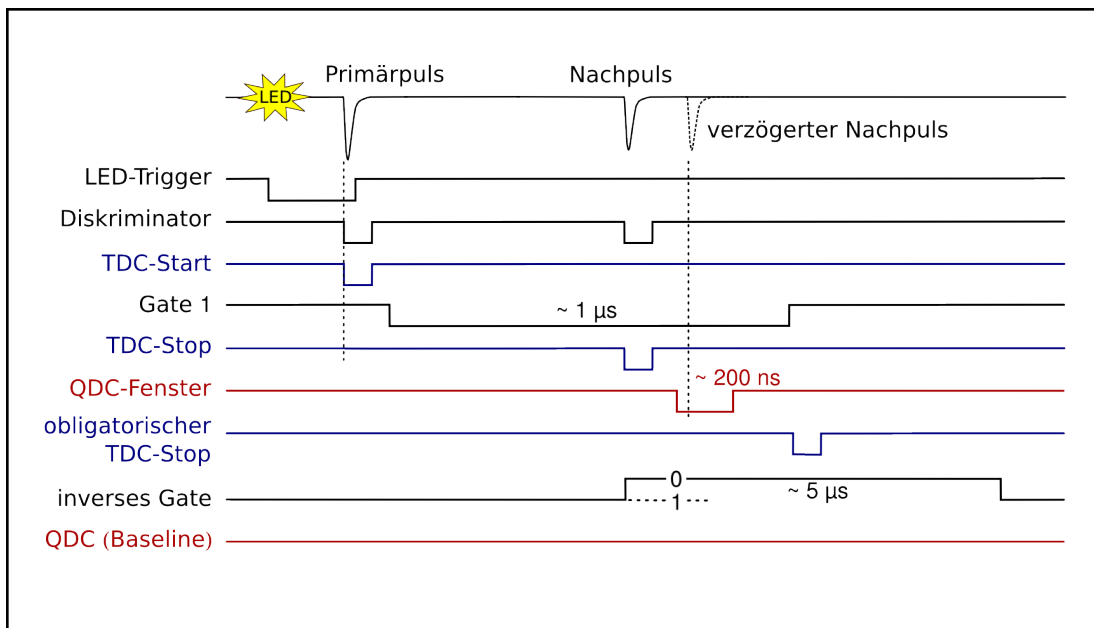 Primärpuls
Nachpuls
LED
verzögerter Nachpuls
LED-Trigger
Diskriminator
TDC-Start
Gate 1
~ 1 µs
TDC-Stop
QDC-Fenster
~ 200 ns
obligatorischer
TDC-Stop
0
inverses Gate
1
~ 5 µs
QDC (Baseline)